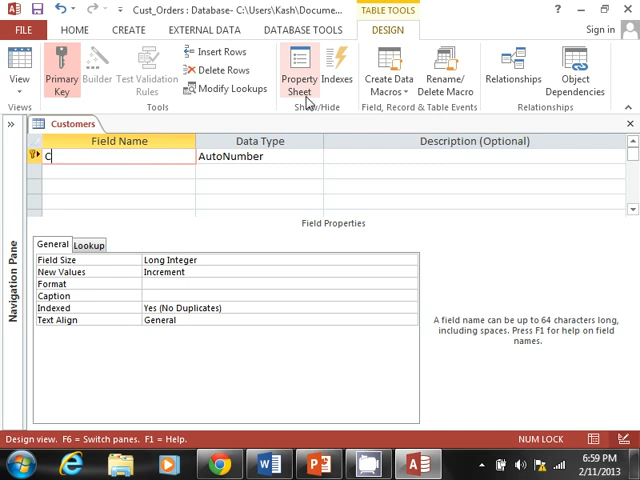 Cust_Orders : Database- C:\Users\Kash\Docume...
TABLE TOOLS
FILE
HOME
CREATE
EXTERNAL DATA
DATABASE TOOLS
DESIGN
Sign in
View
Primary
Key
Builder
Test Validation
Rules
Insert Rows
Delete Rows
Modify Lookups
Property
Sheet
Indexes
Create Data
Macros
Rename/
Delete Macro
Relationships
Object
Dependencies
Views
Tools
Show/Hide
Field, Record & Table Events
Relationships
Customers
Field Name
Data Type
Description (Optional)
C
AutoNumber
Navigation Pane
Field Properties
General
Lookup
Field Size
Long Integer
New Values
Increment
Format
Caption
Indexed
Yes (No Duplicates)
Text Align
General
A field name can be up to 64 characters long,
including spaces. Press F1 for help on field
names.
Design view. F6 = Switch panes. F1 = Help.
NUM LOCK
6:59 PM
2/11/2013